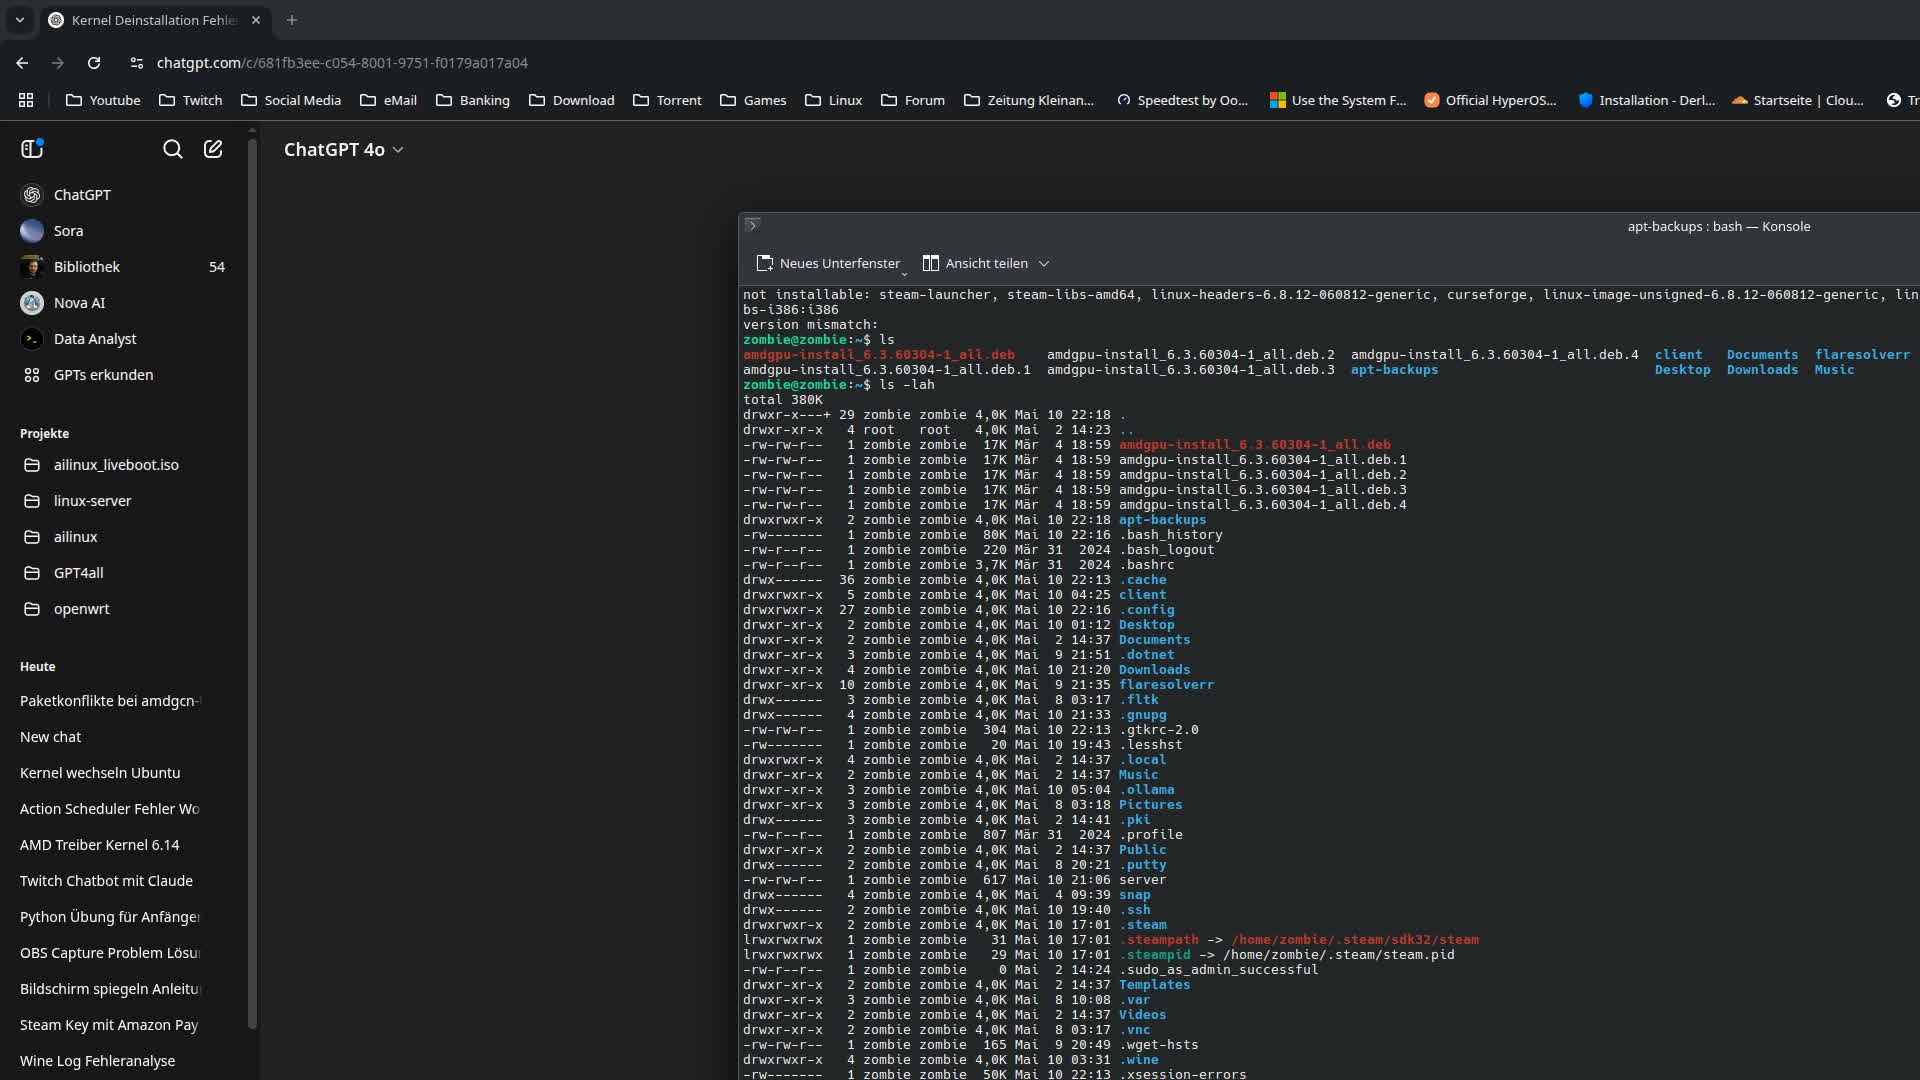 Kernel Deinstallation Fehle
chatgpt.com/c/681fb3ee-c054-8001-9751-f0179a017a04
Youtube Twitch Social Media eMail Banking Download Torrent Games Linux Forum Zeitung Kleinan... Speedtest by Oo... Use the System F... Official HyperOS... Installation - Derl... Startseite | Clou... Tr
ChatGPT 4o
ChatGPT
Sora
Bibliothek 54
Nova AI
Data Analyst
GPTs erkunden
Projekte
ailinux_liveboot.iso
linux-server
ailinux
GPT4all
openwrt
Heute
Paketkonflikte bei amdgcn-
New chat
Kernel wechseln Ubuntu
Action Scheduler Fehler Wo
AMD Treiber Kernel 6.14
Twitch Chatbot mit Claude
Python Übung für Anfänger
OBS Capture Problem Lösu
Bildschirm spiegeln Anleitu
Steam Key mit Amazon Pay
Wine Log Fehleranalyse
apt-backups : bash — Konsole
Neues Unterfenster Ansicht teilen
not installable: steam-launcher, steam-libs-amd64, linux-headers-6.8.12-060812-generic, curseforge, linux-image-unsigned-6.8.12-060812-generic, lin
bs-i386:i386
version mismatch:
zombie@zombie:~$ ls
amdgpu-install_6.3.60304-1_all.deb amdgpu-install_6.3.60304-1_all.deb.2 amdgpu-install_6.3.60304-1_all.deb.4 client Documents flaresolverr
amdgpu-install_6.3.60304-1_all.deb.1 amdgpu-install_6.3.60304-1_all.deb.3 apt-backups Desktop Downloads Music
zombie@zombie:~$ ls -lah
total 380K
drwxr-x---+ 29 zombie zombie 4,0K Mai 10 22:18 .
drwxr-xr-x 4 root root 4,0K Mai 2 14:23 ..
-rw-rw-r-- 1 zombie zombie 17K Mär 4 18:59 amdgpu-install_6.3.60304-1_all.deb
-rw-rw-r-- 1 zombie zombie 17K Mär 4 18:59 amdgpu-install_6.3.60304-1_all.deb.1
-rw-rw-r-- 1 zombie zombie 17K Mär 4 18:59 amdgpu-install_6.3.60304-1_all.deb.2
-rw-rw-r-- 1 zombie zombie 17K Mär 4 18:59 amdgpu-install_6.3.60304-1_all.deb.3
-rw-rw-r-- 1 zombie zombie 17K Mär 4 18:59 amdgpu-install_6.3.60304-1_all.deb.4
drwxrwxr-x 2 zombie zombie 4,0K Mai 10 22:18 apt-backups
-rw------- 1 zombie zombie 80K Mai 10 22:16 .bash_history
-rw-r--r-- 1 zombie zombie 220 Mär 31 2024 .bash_logout
-rw-r--r-- 1 zombie zombie 3,7K Mär 31 2024 .bashrc
drwx------ 36 zombie zombie 4,0K Mai 10 22:13 .cache
drwxrwxr-x 5 zombie zombie 4,0K Mai 10 04:25 client
drwxrwxr-x 27 zombie zombie 4,0K Mai 10 22:16 .config
drwxr-xr-x 2 zombie zombie 4,0K Mai 10 01:12 Desktop
drwxr-xr-x 2 zombie zombie 4,0K Mai 2 14:37 Documents
drwxr-xr-x 3 zombie zombie 4,0K Mai 9 21:51 .dotnet
drwxr-xr-x 4 zombie zombie 4,0K Mai 10 21:20 Downloads
drwxr-xr-x 10 zombie zombie 4,0K Mai 9 21:35 flaresolverr
drwx------ 3 zombie zombie 4,0K Mai 8 03:17 .fltk
drwx------ 4 zombie zombie 4,0K Mai 10 21:33 .gnupg
-rw-rw-r-- 1 zombie zombie 304 Mai 10 22:13 .gtkrc-2.0
-rw------- 1 zombie zombie 20 Mai 10 19:43 .lesshst
drwxrwxr-x 4 zombie zombie 4,0K Mai 2 14:37 .local
drwxr-xr-x 2 zombie zombie 4,0K Mai 2 14:37 Music
drwxr-xr-x 3 zombie zombie 4,0K Mai 10 05:04 .ollama
drwxr-xr-x 3 zombie zombie 4,0K Mai 8 03:18 Pictures
drwx------ 3 zombie zombie 4,0K Mai 2 14:41 .pki
-rw-r--r-- 1 zombie zombie 807 Mär 31 2024 .profile
drwxr-xr-x 2 zombie zombie 4,0K Mai 2 14:37 Public
drwx------ 2 zombie zombie 4,0K Mai 8 20:21 .putty
-rw-rw-r-- 1 zombie zombie 617 Mai 10 21:06 server
drwx------ 4 zombie zombie 4,0K Mai 4 09:39 snap
drwx------ 2 zombie zombie 4,0K Mai 10 19:40 .ssh
drwxrwxr-x 2 zombie zombie 4,0K Mai 10 17:01 .steam
lrwxrwxrwx 1 zombie zombie 31 Mai 10 17:01 .steampath -> /home/zombie/.steam/sdk32/steam
lrwxrwxrwx 1 zombie zombie 29 Mai 10 17:01 .steampid -> /home/zombie/.steam/steam.pid
-rw-r--r-- 1 zombie zombie 0 Mai 2 14:24 .sudo_as_admin_successful
drwxr-xr-x 2 zombie zombie 4,0K Mai 2 14:37 Templates
drwxr-xr-x 3 zombie zombie 4,0K Mai 8 10:08 .var
drwxr-xr-x 2 zombie zombie 4,0K Mai 2 14:37 Videos
drwxr-xr-x 2 zombie zombie 4,0K Mai 8 03:17 .vnc
-rw-rw-r-- 1 zombie zombie 165 Mai 9 20:49 .wget-hsts
drwxrwxr-x 4 zombie zombie 4,0K Mai 10 03:31 .wine
-rw------- 1 zombie zombie 50K Mai 10 22:13 .xsession-errors